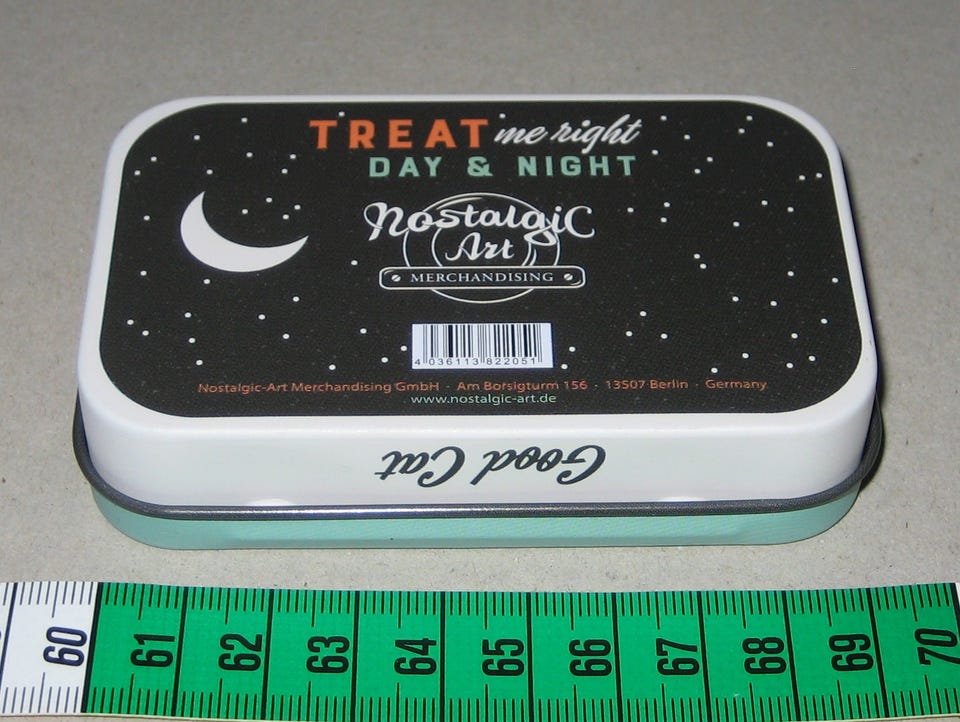 TREAT me right
DAY & NIGHT
Nostalgic
Art
MERCHANDISING
4 036113 822051
Nostalgic-Art Merchandising GmbH · Am Borsigturm 156 · 13507 Berlin · Germany
www.nostalgic-art.de
Good Cat
60 61 62 63 64 65 66 67 68 69 70